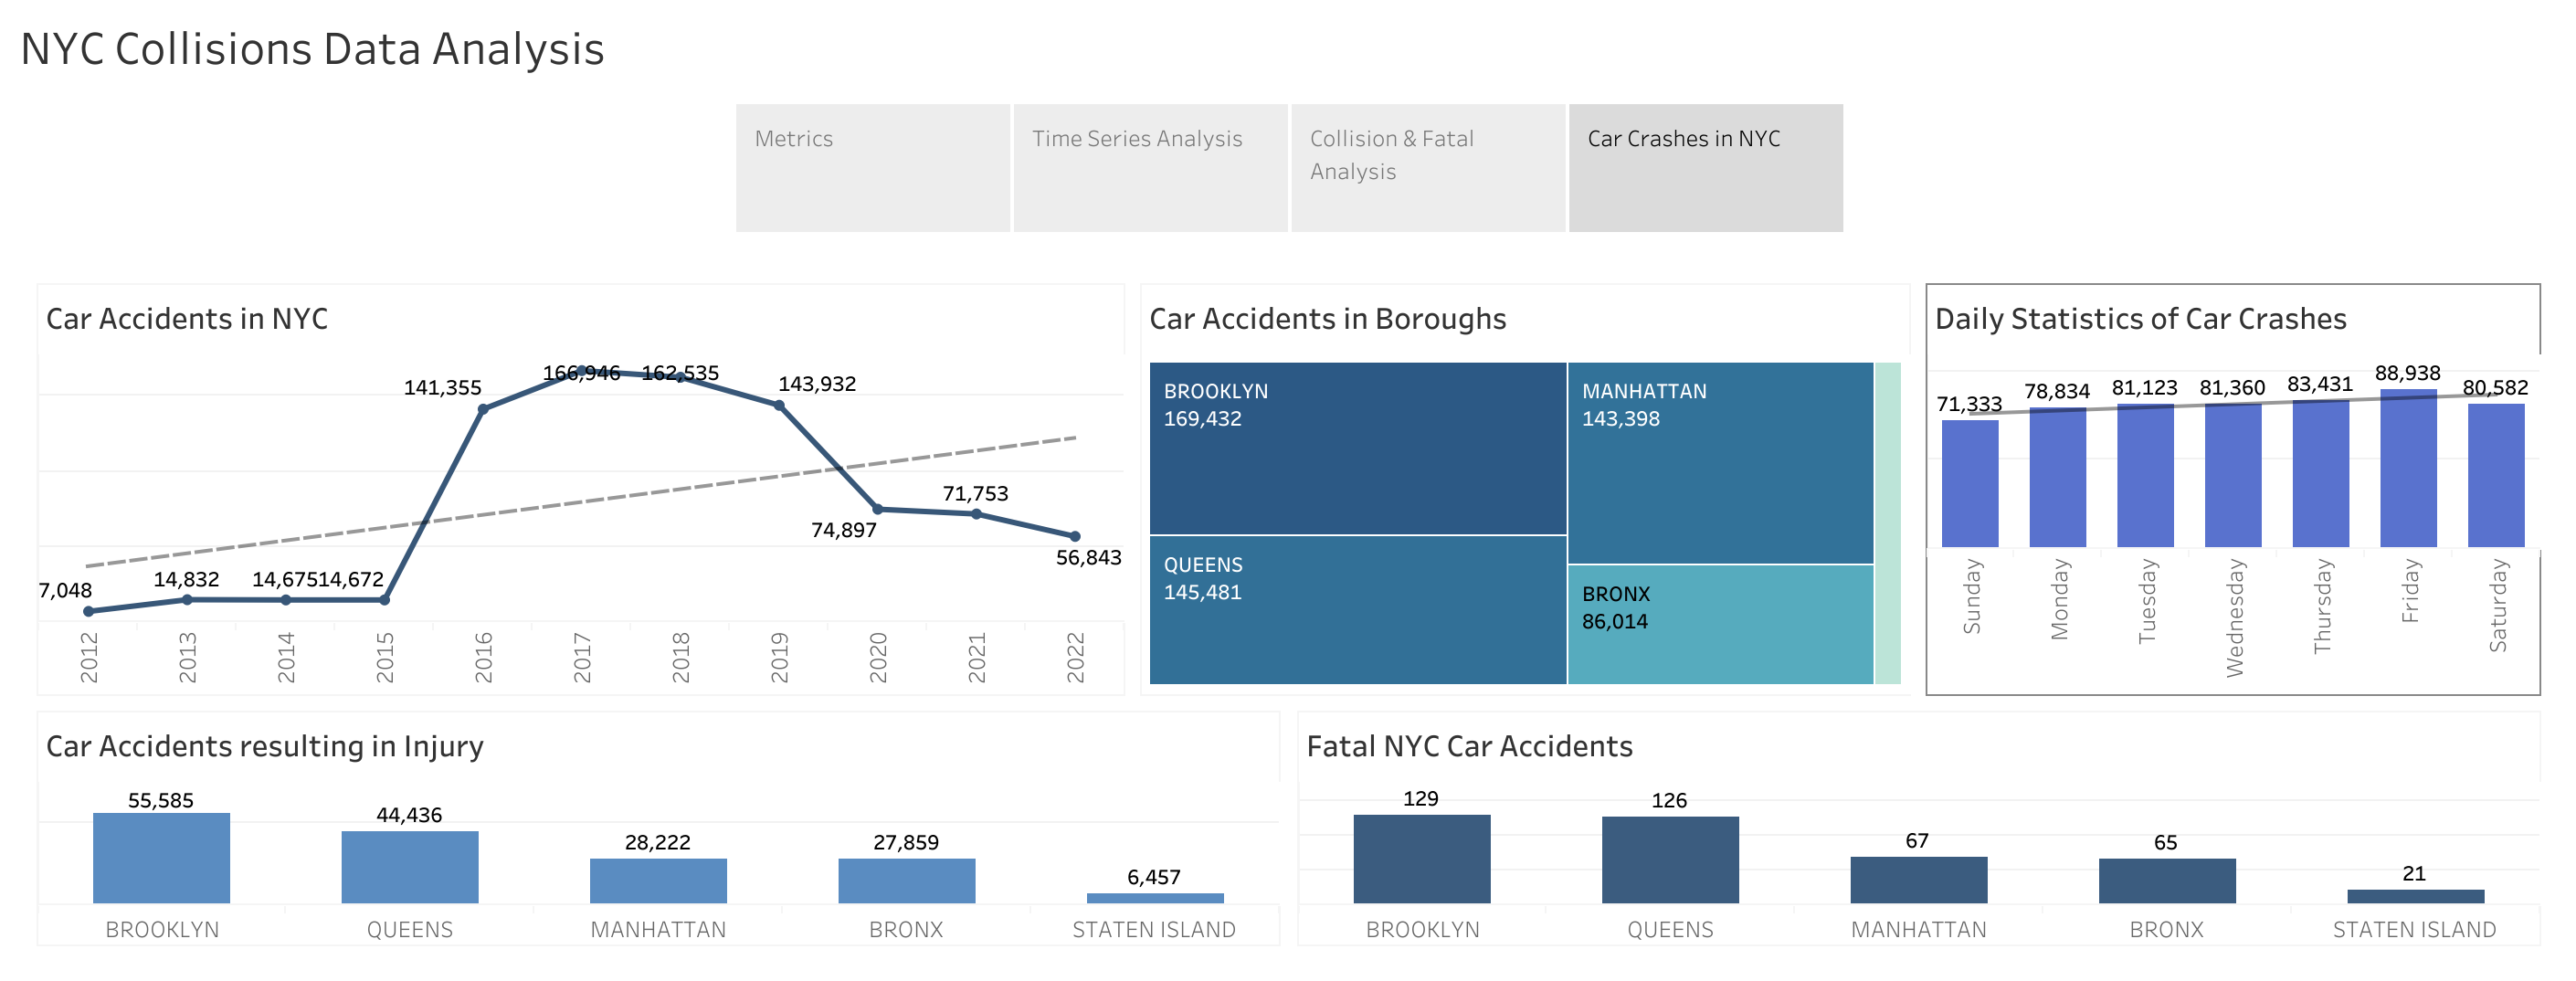 NYC Collisions Data Analysis
Metrics
Time Series Analysis
Collision & Fatal
Analysis
Car Crashes in NYC
Car Accidents in NYC
7,048
14,832
14,675
14,672
141,355
166,946
162,535
143,932
74,897
71,753
56,843
2012
2013
2014
2015
2016
2017
2018
2019
2020
2021
2022
Car Accidents in Boroughs
BROOKLYN
169,432
QUEENS
145,481
MANHATTAN
143,398
BRONX
86,014
Daily Statistics of Car Crashes
71,333
78,834
81,123
81,360
83,431
88,938
80,582
Sunday
Monday
Tuesday
Wednesday
Thursday
Friday
Saturday
Car Accidents resulting in Injury
55,585
44,436
28,222
27,859
6,457
BROOKLYN
QUEENS
MANHATTAN
BRONX
STATEN ISLAND
Fatal NYC Car Accidents
129
126
67
65
21
BROOKLYN
QUEENS
MANHATTAN
BRONX
STATEN ISLAND